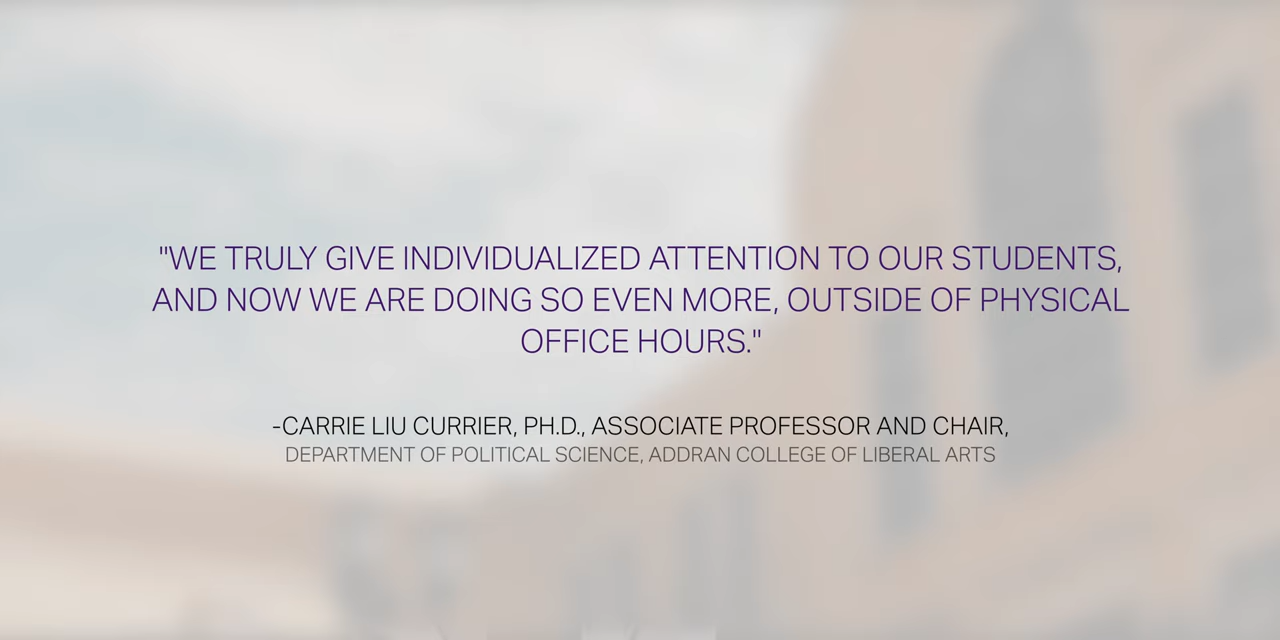 "WE TRULY GIVE INDIVIDUALIZED ATTENTION TO OUR STUDENTS,
AND NOW WE ARE DOING SO EVEN MORE, OUTSIDE OF PHYSICAL
OFFICE HOURS."
-CARRIE LIU CURRIER, PH.D., ASSOCIATE PROFESSOR AND CHAIR,
DEPARTMENT OF POLITICAL SCIENCE, ADDRAN COLLEGE OF LIBERAL ARTS